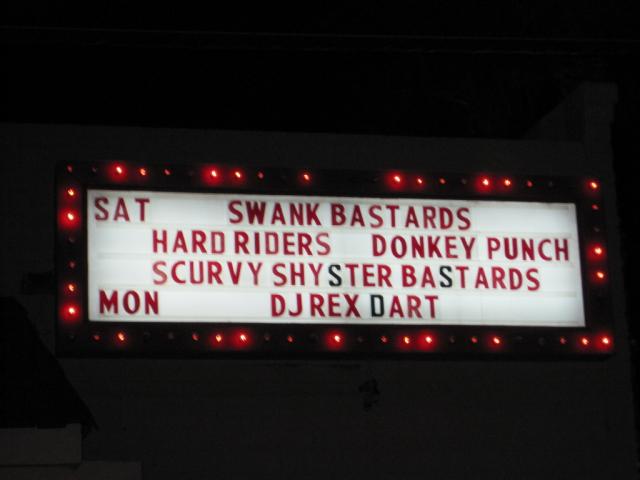 SAT SWANK BASTARDS
HARD RIDERS DONKEY PUNCH
SCURVY SHYSTER BASTARDS
MON DJ REX DART